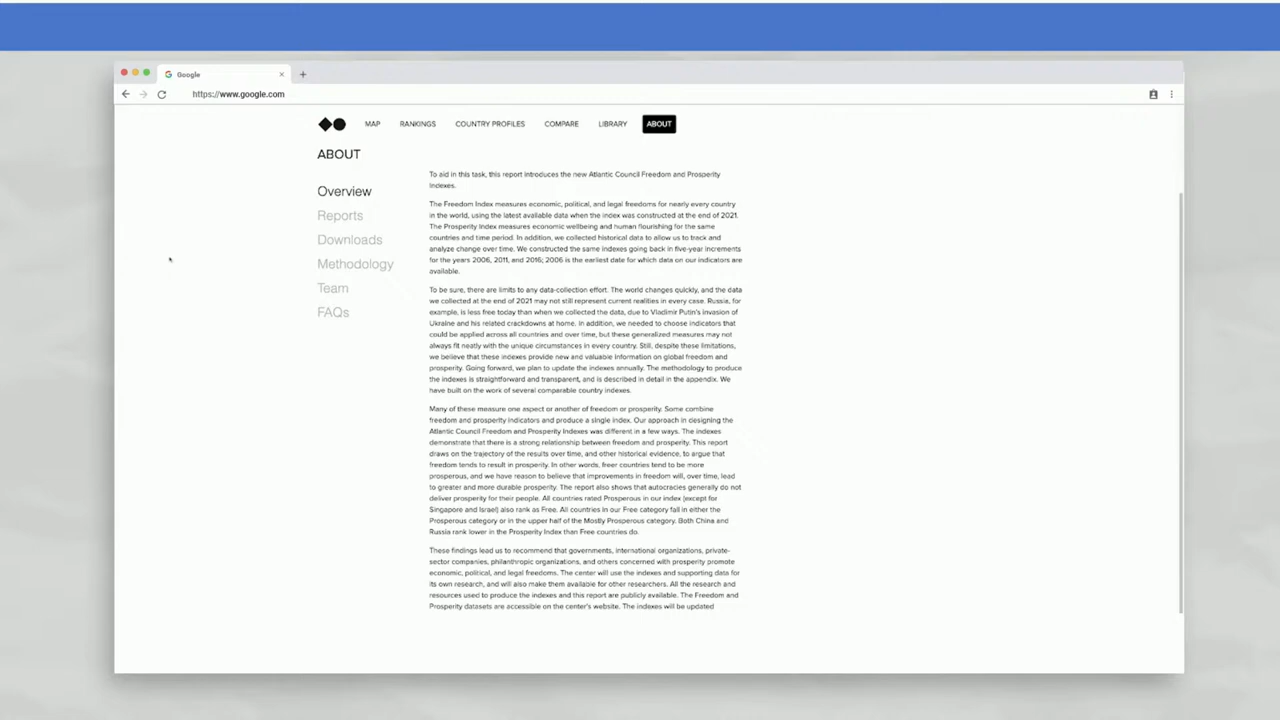 Google
https://www.google.com
MAP RANKINGS COUNTRY PROFILES COMPARE LIBRARY ABOUT
ABOUT
Overview
Reports
Downloads
Methodology
Team
FAQs
To aid in this task, this report introduces the new Atlantic Council Freedom and Prosperity
Indexes.
The Freedom Index measures economic, political, and legal freedoms for nearly every country
in the world, using the latest available data when the index was constructed at the end of 2021.
The Prosperity Index measures economic wellbeing and human flourishing for the same
countries and time period. In addition, we collected historical data to allow us to track and
analyze change over time. We constructed the same indexes going back in five-year increments
for the years 2006, 2011, and 2016; 2006 is the earliest date for which data on our indicators are
available.
To be sure, there are limits to any data-collection effort. The world changes quickly, and the data
we collected at the end of 2021 may not still represent current realities in every case. Russia, for
example, is less free today than when we collected the data, due to Vladimir Putin's invasion of
Ukraine and his related crackdowns at home. In addition, we needed to choose indicators that
could be applied across all countries and over time, but these generalized measures may not
always fit neatly with the unique circumstances in every country. Still, despite these limitations,
we believe that these indexes provide new and valuable information on global freedom and
prosperity. Going forward, we plan to update the indexes annually. The methodology to produce
the indexes is straightforward and transparent, and is described in detail in the appendix. We
have built on the work of several comparable country indexes.
Many of these measure one aspect or another of freedom or prosperity. Some combine
freedom and prosperity indicators and produce a single index. Our approach in designing the
Atlantic Council Freedom and Prosperity Indexes was different in a few ways. The indexes
demonstrate that there is a strong relationship between freedom and prosperity. This report
draws on the trajectory of the results over time, and other historical evidence, to argue that
freedom tends to result in prosperity. In other words, freer countries tend to be more
prosperous, and we have reason to believe that improvements in freedom will, over time, lead
to greater and more durable prosperity. The report also shows that autocracies generally do not
deliver prosperity for their people. All countries rated Prosperous in our index (except for
Singapore and Israel) also rank as Free. All countries in our Free category fall in either the
Prosperous category or in the upper half of the Mostly Prosperous category. Both China and
Russia rank lower in the Prosperity Index than Free countries do.
These findings lead us to recommend that governments, international organizations, private-
sector companies, philanthropic organizations, and others concerned with prosperity promote
economic, political, and legal freedoms. The center will use the indexes and supporting data for
its own research, and will also make them available for other researchers. All the research and
resources used to produce the indexes and this report are publicly available. The Freedom and
Prosperity datasets are accessible on the center's website. The indexes will be updated